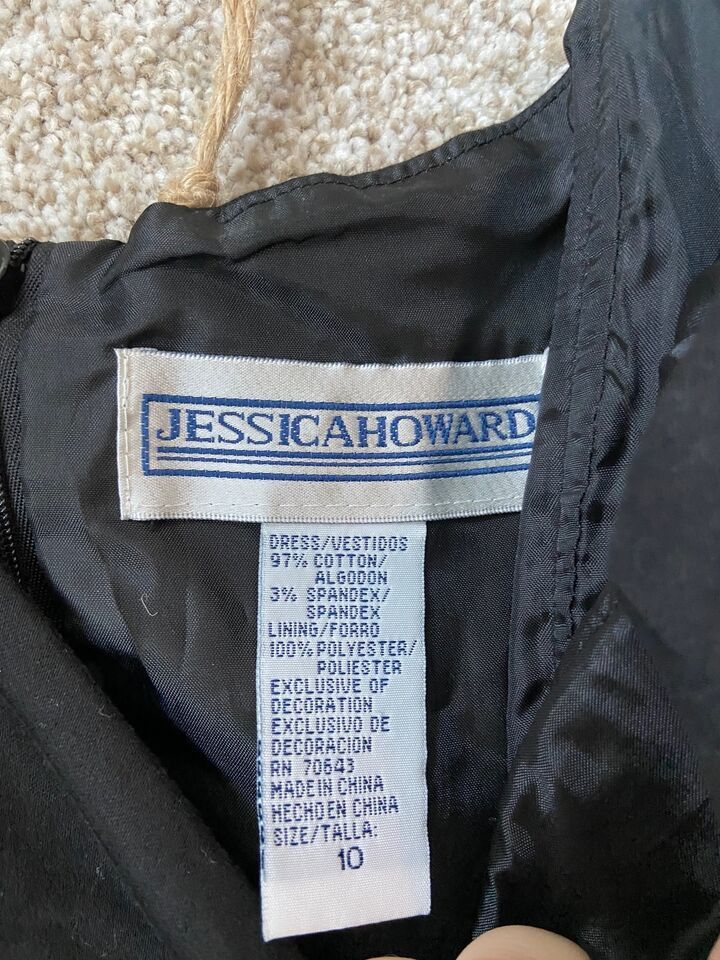 JESSICAHOWARD
DRESS/VESTIDOS
97% COTTON/
ALGODON
3% SPANDEX/
SPANDEX
LINING/FORRO
100% POLYESTER/
POLIESTER
EXCLUSIVE OF
DECORATION
EXCLUSIVO DE
DECORACION
RN 70643
MADE IN CHINA
HECHO EN CHINA
SIZE/TALLA:
10